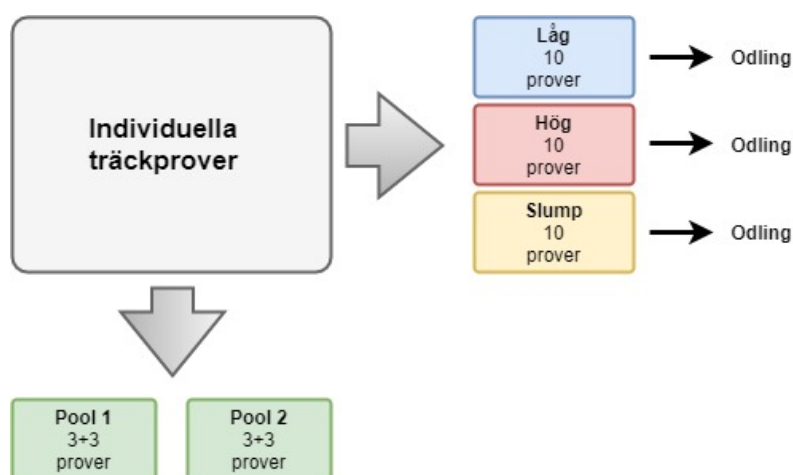 Individuella
träckprover
Låg
10
prover
Odling
Hög
10
prover
Odling
Slump
10
prover
Odling
Pool 1
3+3
prover
Pool 2
3+3
prover